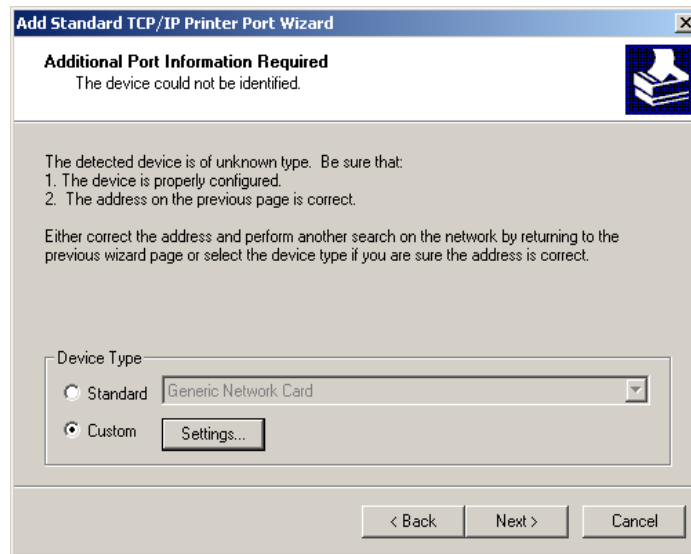 Add Standard TCP/IP Printer Port Wizard
Additional Port Information Required
The device could not be identified.
The detected device is of unknown type.  Be sure that:
1. The device is properly configured.
2.  The address on the previous page is correct.
Either correct the address and perform another search on the network by returning to the
previous wizard page or select the device type if you are sure the address is correct.
Device Type
Standard
Generic Network Card
Custom
Settings...
< Back
Next >
Cancel